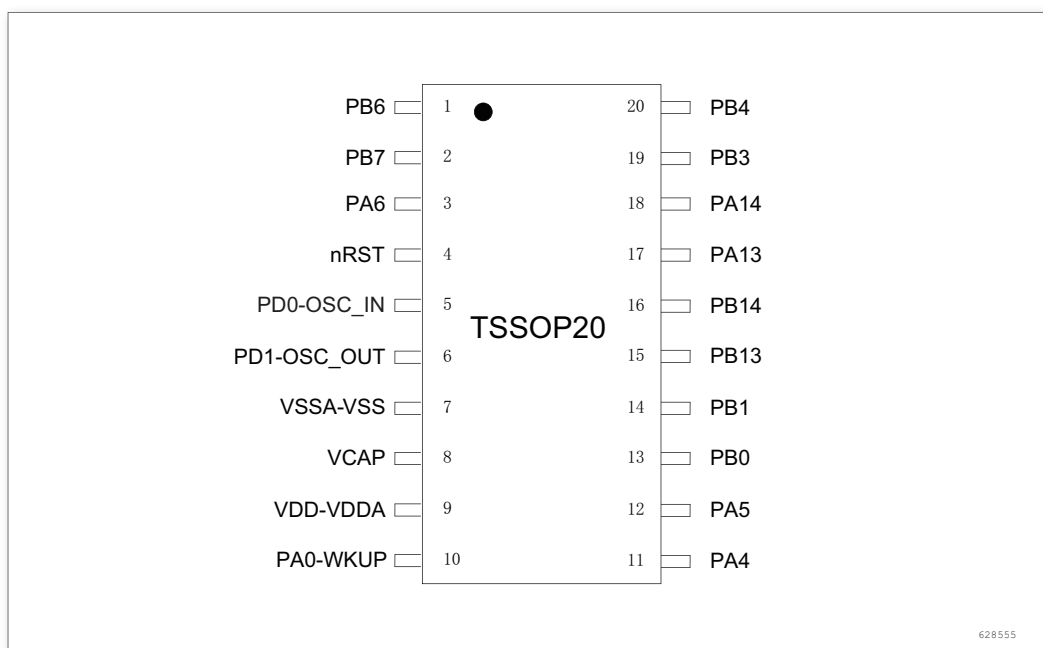 PB6 1 20 PB4
PB7 2 19 PB3
PA6 3 18 PA14
nRST 4 17 PA13
PD0-OSC_IN 5 16 PB14
TSSOP20
PD1-OSC_OUT 6 15 PB13
VSSA-VSS 7 14 PB1
VCAP 8 13 PB0
VDD-VDDA 9 12 PA5
PA0-WKUP 10 11 PA4
628555